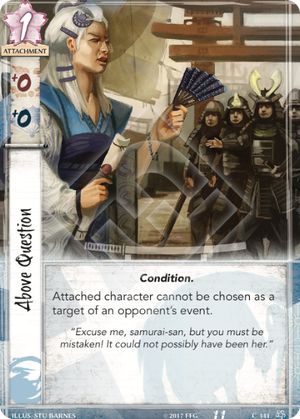 1
ATTACHMENT
+0
+0
Above Question
Condition.
Attached character cannot be chosen as a
target of an opponent's event.
"Excuse me, samurai-san, but you must be
mistaken! It could not possibly have been her."
ILLUS. STU BARNES
© 2017 FFG